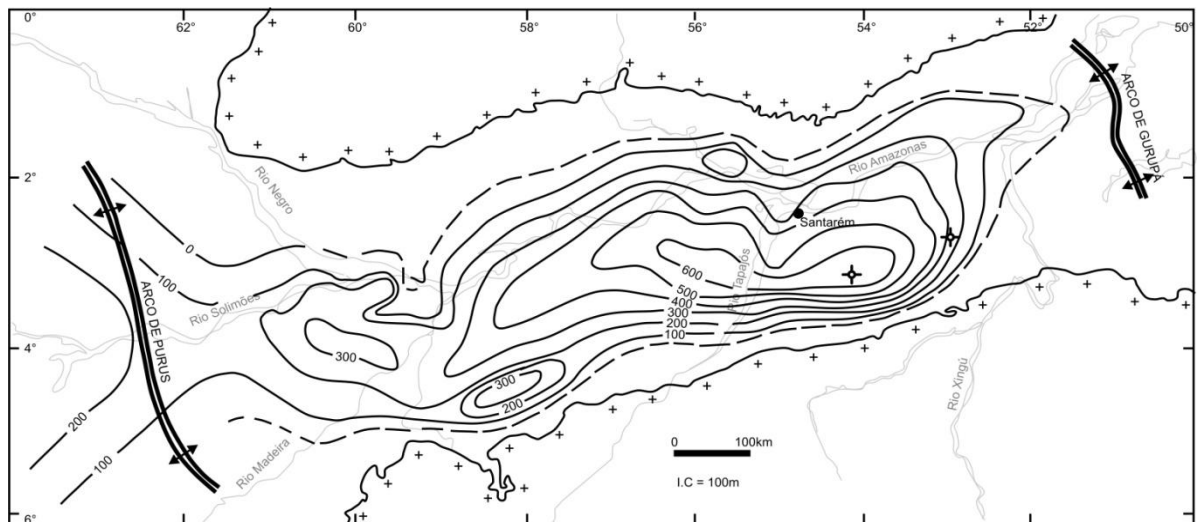 0°
62°
60°
58°
56°
54°
52°
50°
2°
4°
6°
ARCO DE PURUS
ARCO DE GURUPA
Rio Negro
Rio Solimões
Rio Madeira
Rio Tapajós
Rio Amazonas
Rio Xingú
Santarém
0
100
200
100
300
300
200
600
500
400
300
200
100
0 100km
I.C = 100m